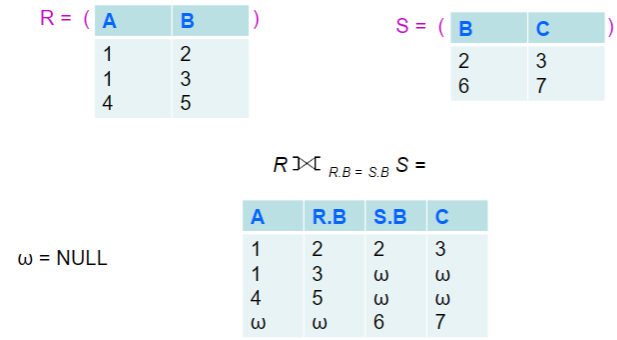 R = ( A B )
1 2
1 3
4 5
S = ( B C )
2 3
6 7
R ⟗ R.B = S.B S =
A R.B S.B C
1 2 2 3
1 3 ω ω
4 5 ω ω
ω ω 6 7
ω = NULL